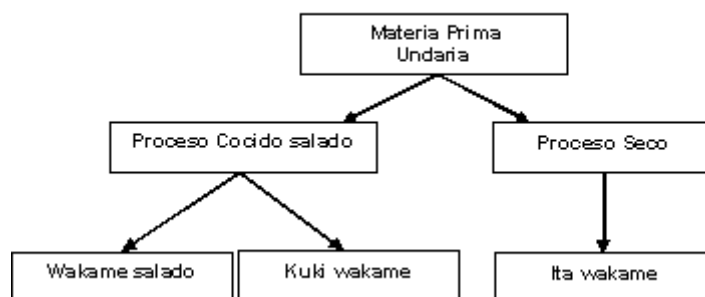 Materia Prima
Undaria
Proceso Cocido salado
Proceso Seco
Wakame salado
Kuki wakame
Ita wakame